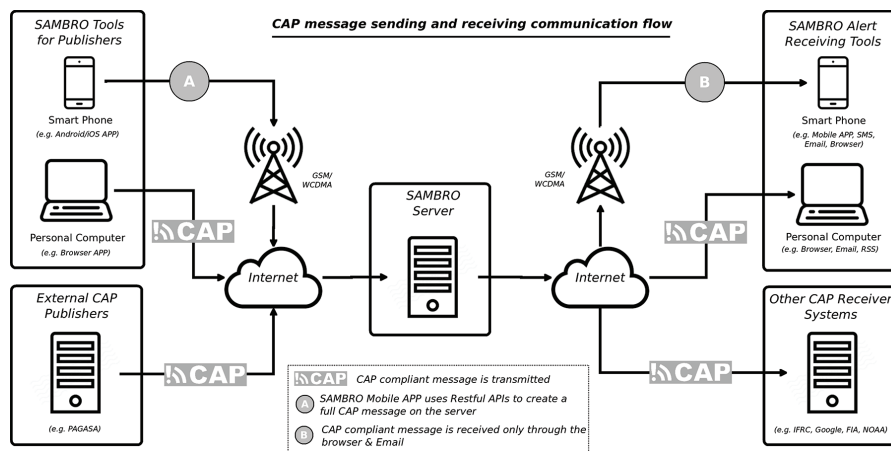 CAP message sending and receiving communication flow
SAMBRO Tools
for Publishers
Smart Phone
(e.g. Android/iOS APP)
Personal Computer
(e.g. Browser APP)
External CAP
Publishers
(e.g. PAGASA)
A
GSM/
WCDMA
!CAP
Internet
!CAP
SAMBRO
Server
GSM/
WCDMA
Internet
B
!CAP
!CAP
SAMBRO Alert
Receiving Tools
Smart Phone
(e.g. Mobile APP, SMS,
Email, Browser)
Personal Computer
(e.g. Browser, Email, RSS)
Other CAP Receiver
Systems
(e.g. IFRC, Google, FIA, NOAA)
!CAP CAP compliant message is transmitted
A SAMBRO Mobile APP uses Restful APIs to create a
full CAP message on the server
B CAP compliant message is received only through the
browser & Email